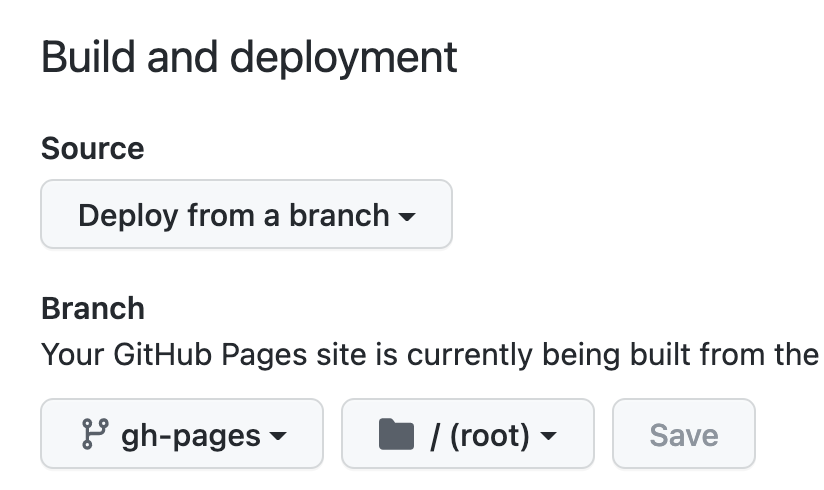 Build and deployment
Source
Deploy from a branch
Branch
Your GitHub Pages site is currently being built from the
gh-pages / (root) Save